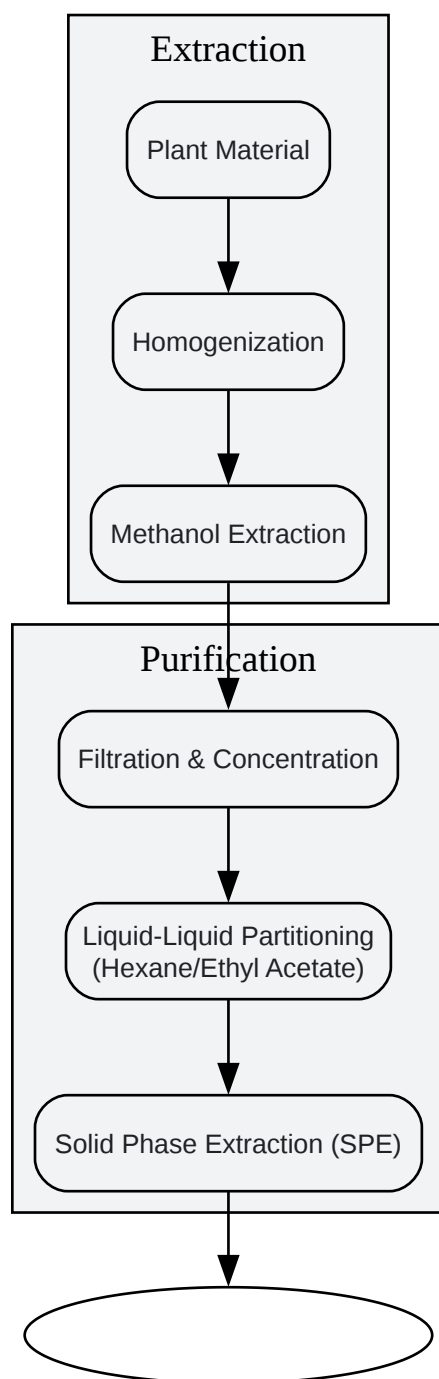 Extraction
Plant Material
Homogenization
Methanol Extraction
Purification
Filtration & Concentration
Liquid-Liquid Partitioning
(Hexane/Ethyl Acetate)
Solid Phase Extraction (SPE)